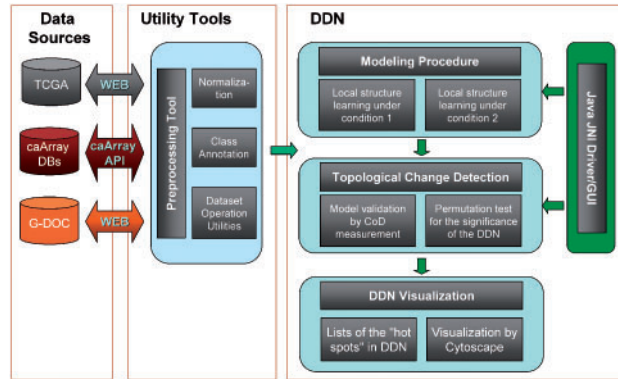 Data
Sources
Utility Tools
DDN
TCGA
WEB
caArray
DBs
caArray
API
G-DOC
WEB
Preprocessing Tool
Normaliza-
tion
Class
Annotation
Dataset
Operation
Utilities
Modeling Procedure
Local structure
learning under
condition 1
Local structure
learning under
condition 2
Topological Change Detection
Model validation
by CoD
measurement
Permutation test
for the significance
of the DDN
DDN Visualization
Lists of the "hot
spots" in DDN
Visualization by
Cytoscape
Java JNI Driver/GUI